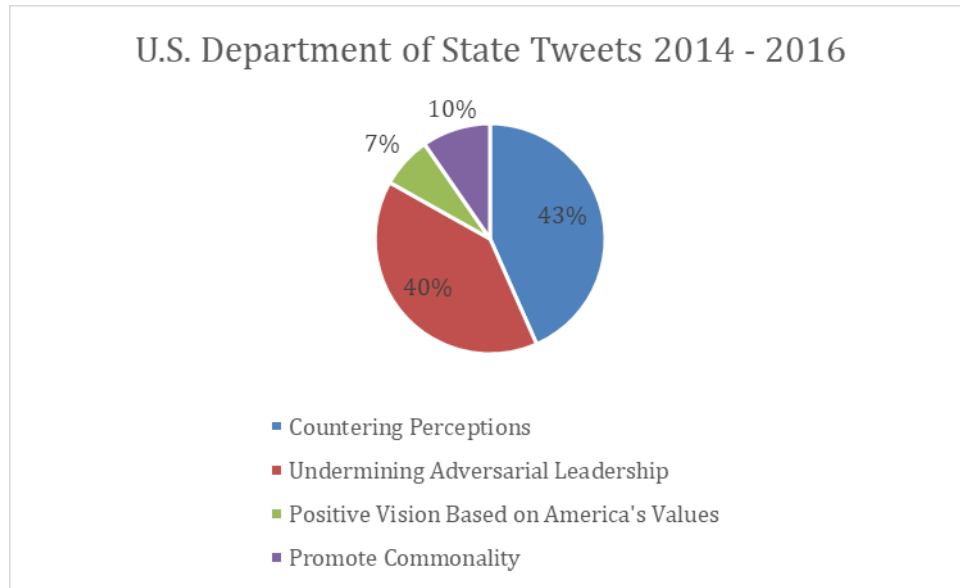 U.S. Department of State Tweets 2014 - 2016
10%
7%
43%
40%
Countering Perceptions
Undermining Adversarial Leadership
Positive Vision Based on America's Values
Promote Commonality